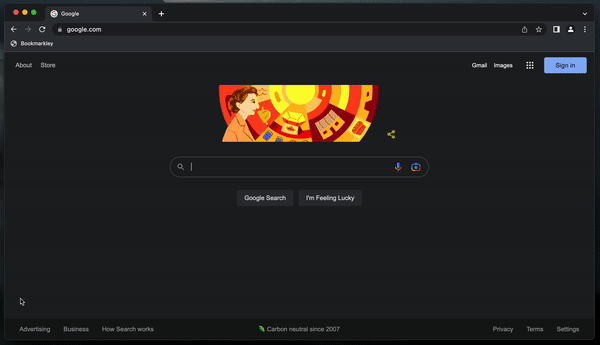 Google
google.com
Bookmarkley
About Store
Gmail Images Sign in
Google Search I'm Feeling Lucky
Advertising Business How Search works
Carbon neutral since 2007
Privacy Terms Settings